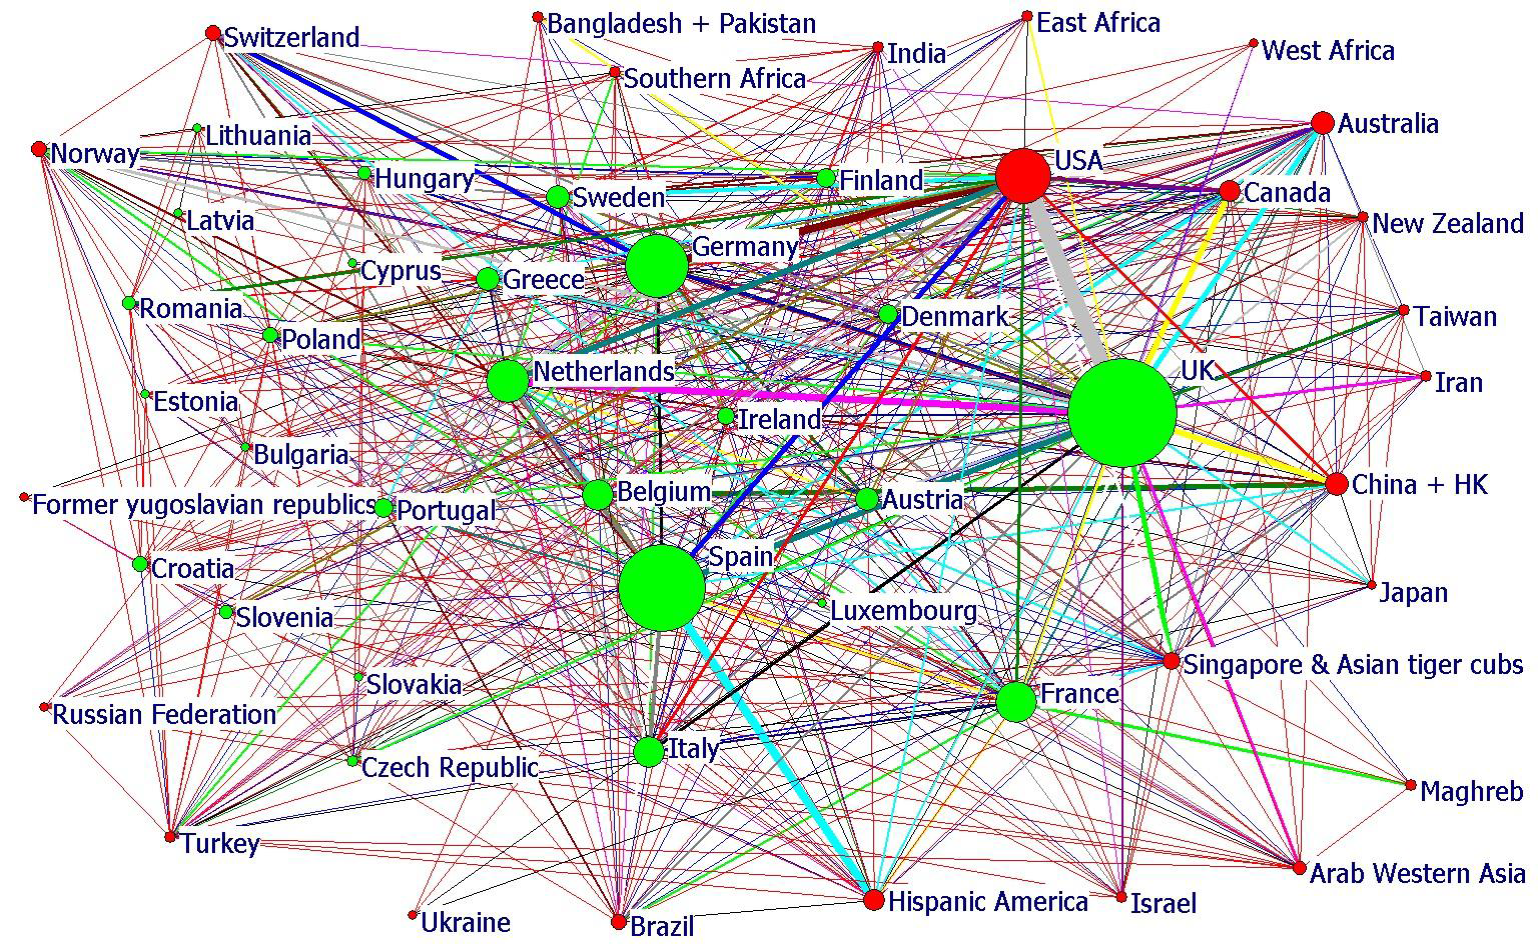 Bangladesh + Pakistan
East Africa
Switzerland
India
West Africa
Southern Africa
Australia
Lithuania
Norway
USA
Hungary
Finland
Sweden
Canada
Latvia
New Zealand
Germany
Cyprus
Greece
Romania
Denmark
Taiwan
Poland
Netherlands
UK
Iran
Estonia
Ireland
Bulgaria
Belgium
China + HK
Former yugoslavian republics
Portugal
Austria
Spain
Croatia
Japan
Luxembourg
Slovenia
Singapore & Asian tiger cubs
Slovakia
France
Russian Federation
Italy
Czech Republic
Maghreb
Turkey
Arab Western Asia
Hispanic America
Israel
Ukraine
Brazil